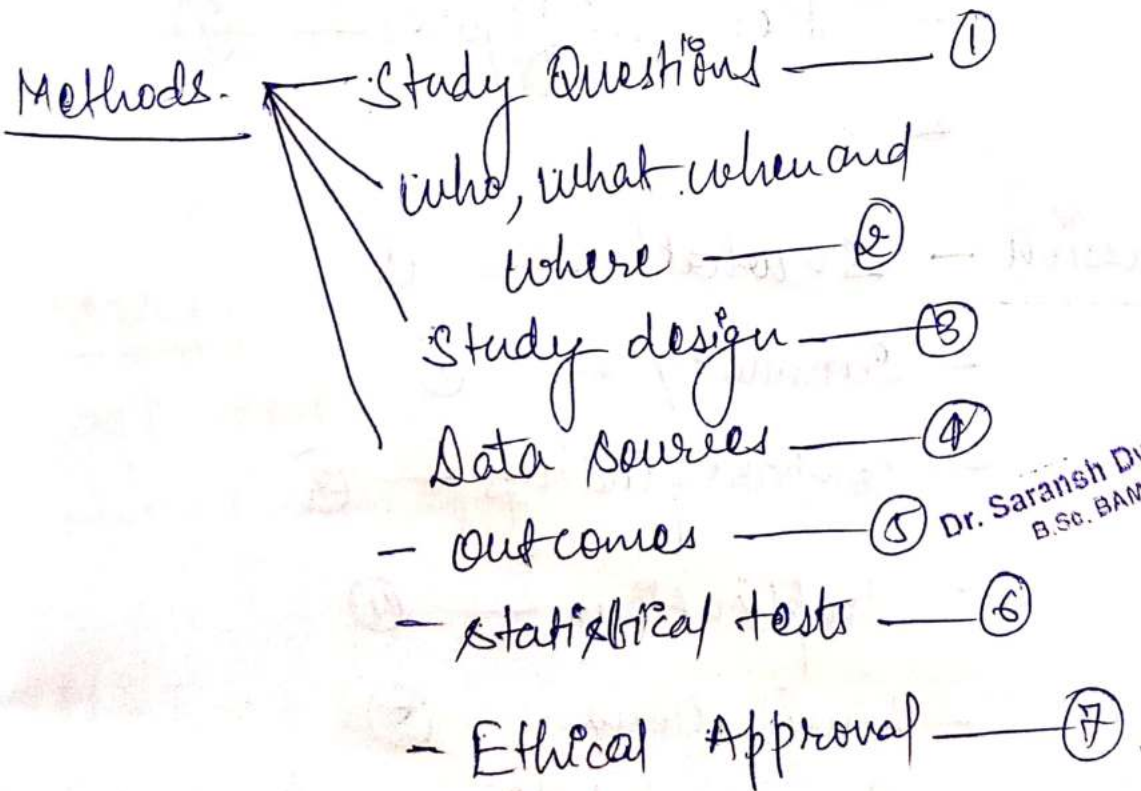 Methods. Study Questions — ①
who, what when and
where — ②
Study design — ③
Data sources — ④
- outcomes — ⑤
Dr. Saransh
B.Sc.
- statistical tests — ⑥
- Ethical Approval — ⑦